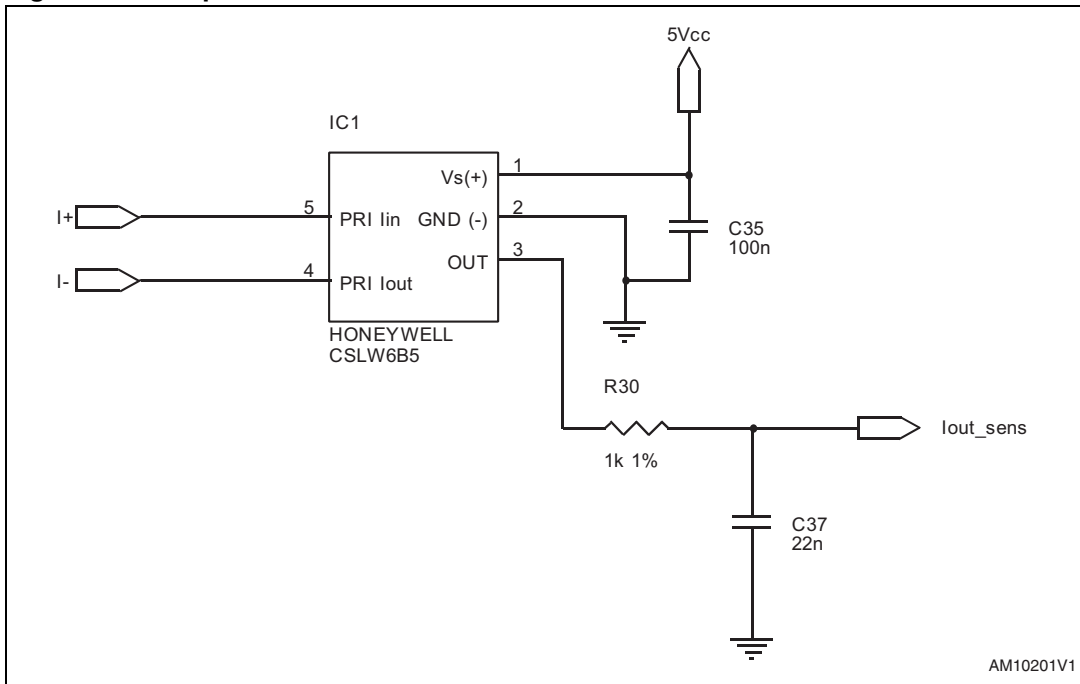 5Vcc
IC1
1
Vs(+)
I+
5
PRI Iin
GND (-)
2
C35
100n
3
OUT
I-
4
PRI Iout
HONEYWELL
CSLW6B5
R30
Iout_sens
1k 1%
C37
22n
AM10201V1